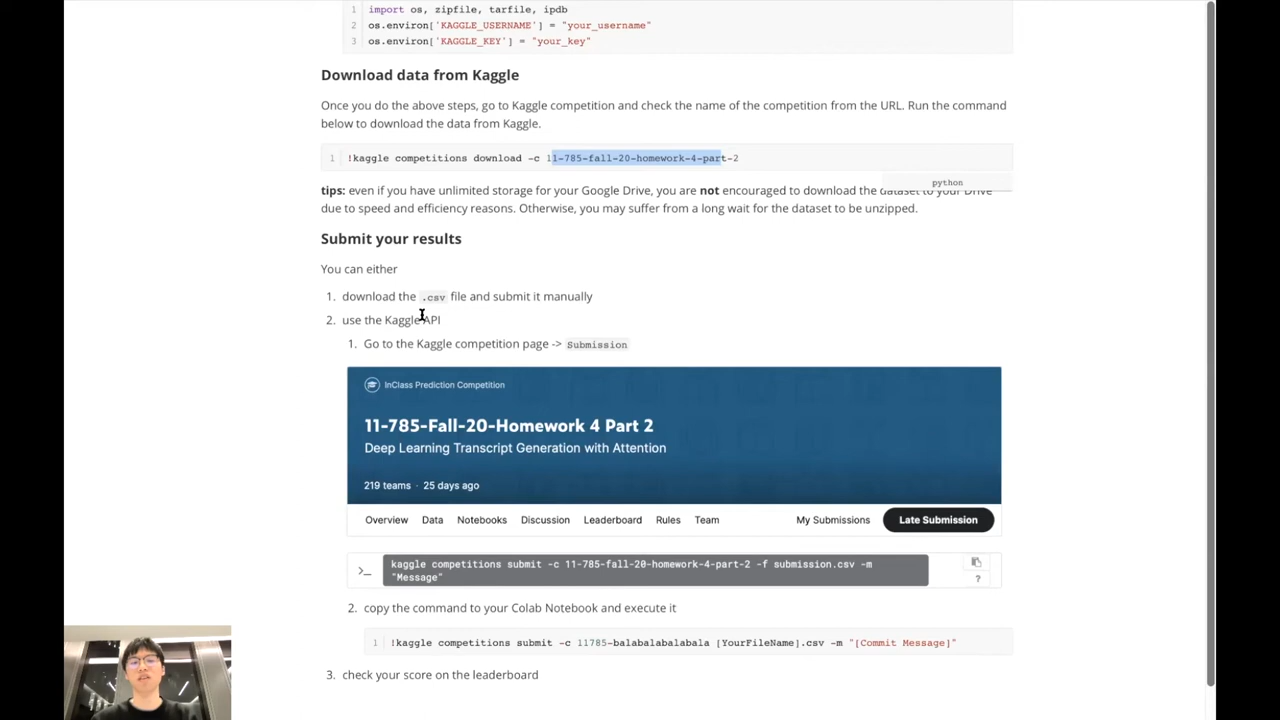 1 import os, zipfile, tarfile, ipdb
2 os.environ['KAGGLE_USERNAME'] = "your_username"
3 os.environ['KAGGLE_KEY'] = "your_key"
Download data from Kaggle
Once you do the above steps, go to Kaggle competition and check the name of the competition from the URL. Run the command
below to download the data from Kaggle.
1 !kaggle competitions download -c 11-785-fall-20-homework-4-part-2
python
tips: even if you have unlimited storage for your Google Drive, you are not encouraged to download the dataset to your Drive
due to speed and efficiency reasons. Otherwise, you may suffer from a long wait for the dataset to be unzipped.
Submit your results
You can either
1. download the .csv file and submit it manually
2. use the Kaggle API
1. Go to the Kaggle competition page -> Submission
InClass Prediction Competition
11-785-Fall-20-Homework 4 Part 2
Deep Learning Transcript Generation with Attention
219 teams · 25 days ago
Overview Data Notebooks Discussion Leaderboard Rules Team My Submissions Late Submission
>_ kaggle competitions submit -c 11-785-fall-20-homework-4-part-2 -f submission.csv -m
"Message"
?
2. copy the command to your Colab Notebook and execute it
1 !kaggle competitions submit -c 11785-balabalabalabala [YourFileName].csv -m "[Commit Message]"
3. check your score on the leaderboard